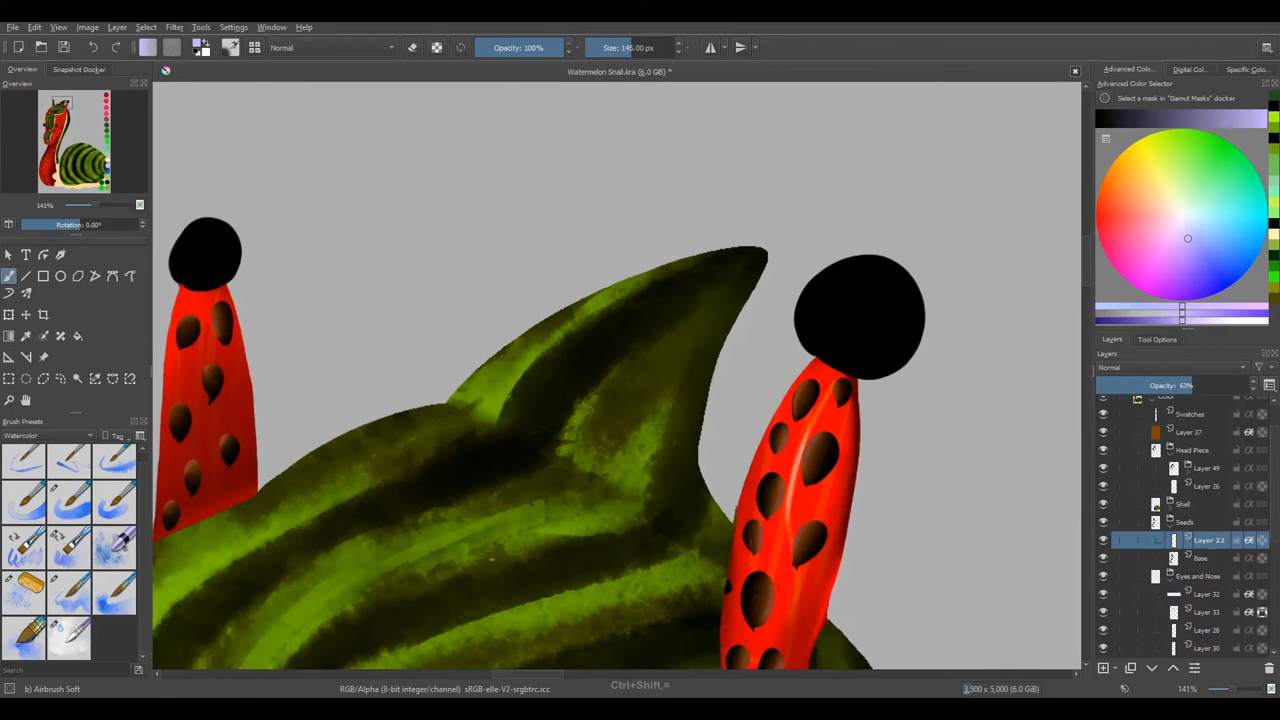 File Edit View Image Layer Select Filter Tools Settings Window Help
Normal Opacity: 100% Size: 145.00 px
Overview Snapshot Docker
Watermelon Snail.kra (6.0 GiB) *
Advanced Colo... Digital Col... Specific Colo...
Overview
Advanced Color Selector
Select a mask in "Gamut Masks" docker
141%
Rotation: 0.00°
Layers Tool Options
Layers
Normal
Opacity: 63%
Color
Swatches
Layer 37
Head Piece
Layer 49
Layer 26
Shell
Seeds
Layer 22
Base
Eyes and Nose
Layer 32
Layer 33
Layer 28
Layer 30
Brush Presets
Watercolor Tag
Search
b) Airbrush Soft
RGB/Alpha (8-bit integer/channel) sRGB-elle-V2-srgbtrc.icc
Ctrl+Shift,=
3,500 x 5,000 (6.0 GiB)
141%